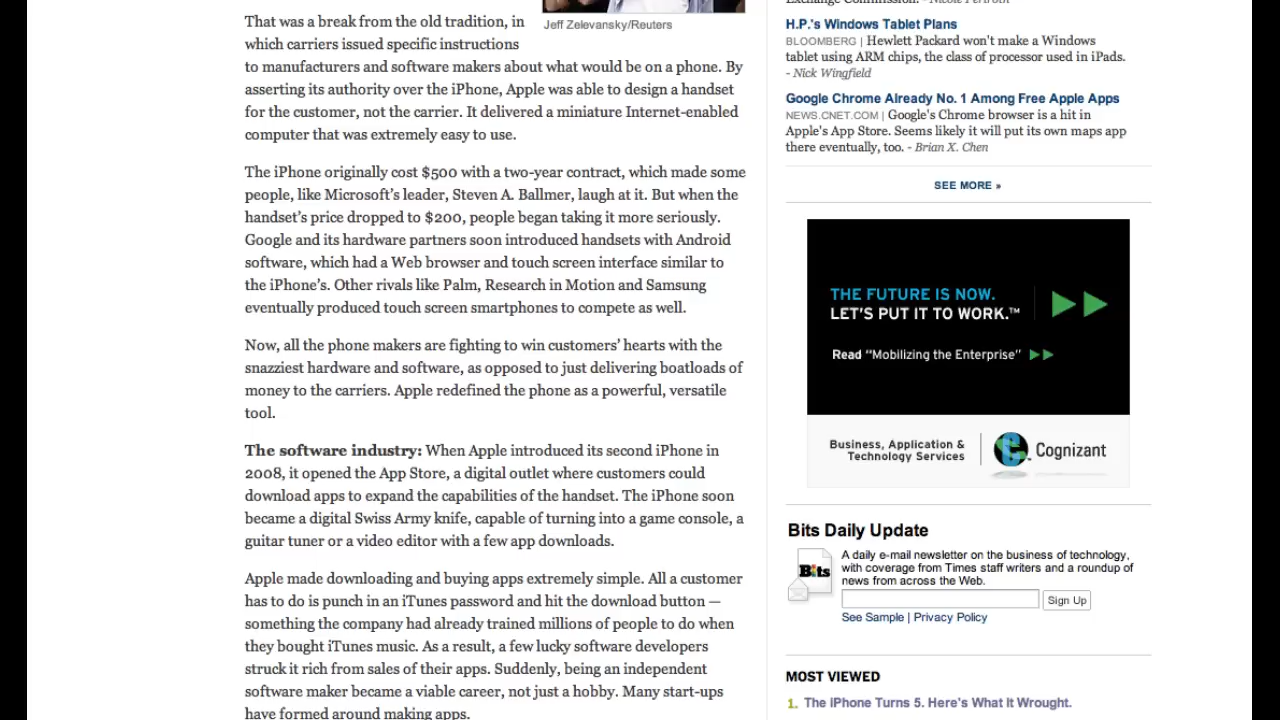 That was a break from the old tradition, in
which carriers issued specific instructions
to manufacturers and software makers about what would be on a phone. By
asserting its authority over the iPhone, Apple was able to design a handset
for the customer, not the carrier. It delivered a miniature Internet-enabled
computer that was extremely easy to use.
The iPhone originally cost $500 with a two-year contract, which made some
people, like Microsoft's leader, Steven A. Ballmer, laugh at it. But when the
handset's price dropped to $200, people began taking it more seriously.
Google and its hardware partners soon introduced handsets with Android
software, which had a Web browser and touch screen interface similar to
the iPhone's. Other rivals like Palm, Research in Motion and Samsung
eventually produced touch screen smartphones to compete as well.
Now, all the phone makers are fighting to win customers' hearts with the
snazziest hardware and software, as opposed to just delivering boatloads of
money to the carriers. Apple redefined the phone as a powerful, versatile
tool.
The software industry: When Apple introduced its second iPhone in
2008, it opened the App Store, a digital outlet where customers could
download apps to expand the capabilities of the handset. The iPhone soon
became a digital Swiss Army knife, capable of turning into a game console, a
guitar tuner or a video editor with a few app downloads.
Apple made downloading and buying apps extremely simple. All a customer
has to do is punch in an iTunes password and hit the download button —
something the company had already trained millions of people to do when
they bought iTunes music. As a result, a few lucky software developers
struck it rich from sales of their apps. Suddenly, being an independent
software maker became a viable career, not just a hobby. Many start-ups
have formed around making apps.
Jeff Zelevansky/Reuters
Exchange Commission. - Nicole Perlroth
H.P.'s Windows Tablet Plans
BLOOMBERG | Hewlett Packard won't make a Windows
tablet using ARM chips, the class of processor used in iPads.
- Nick Wingfield
Google Chrome Already No. 1 Among Free Apple Apps
NEWS.CNET.COM | Google's Chrome browser is a hit in
Apple's App Store. Seems likely it will put its own maps app
there eventually, too. - Brian X. Chen
SEE MORE »
THE FUTURE IS NOW.
LET'S PUT IT TO WORK.™
Read “Mobilizing the Enterprise”
Business, Application &
Technology Services
Cognizant
Bits Daily Update
Bits
A daily e-mail newsletter on the business of technology,
with coverage from Times staff writers and a roundup of
news from across the Web.
Sign Up
See Sample | Privacy Policy
MOST VIEWED
1. The iPhone Turns 5. Here's What It Wrought.